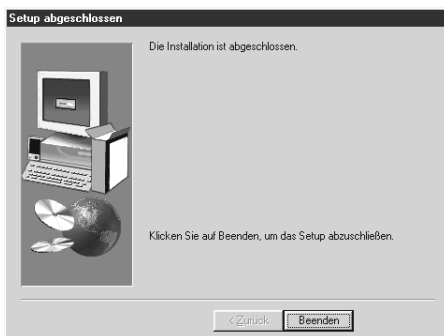 Setup abgeschlossen
Die Installation ist abgeschlossen.
Klicken Sie auf Beenden, um das Setup abzuschließen.
< Zurück
Beenden